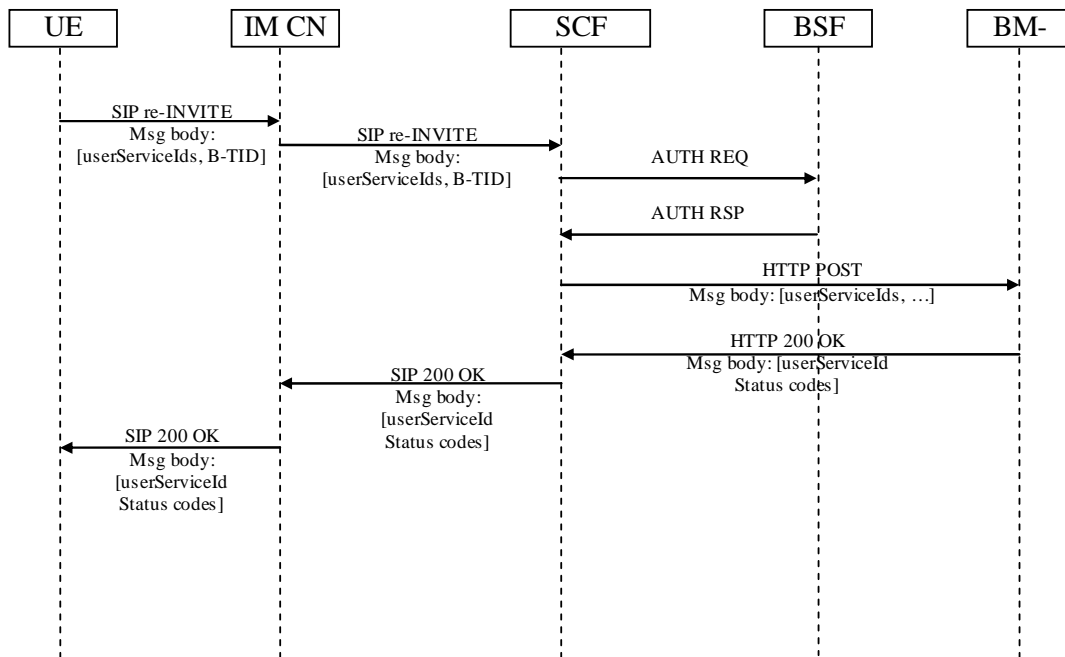 UE
IM CN
SCF
BSF
BM-
SIP re-INVITE
Msg body:
[userServiceIds, B-TID]
SIP re-INVITE
Msg body:
[userServiceIds, B-TID]
AUTH REQ
AUTH RSP
HTTP POST
Msg body: [userServiceIds, …]
HTTP 200 OK
Msg body: [userServiceId
Status codes]
SIP 200 OK
Msg body:
[userServiceId
Status codes]
SIP 200 OK
Msg body:
[userServiceId
Status codes]